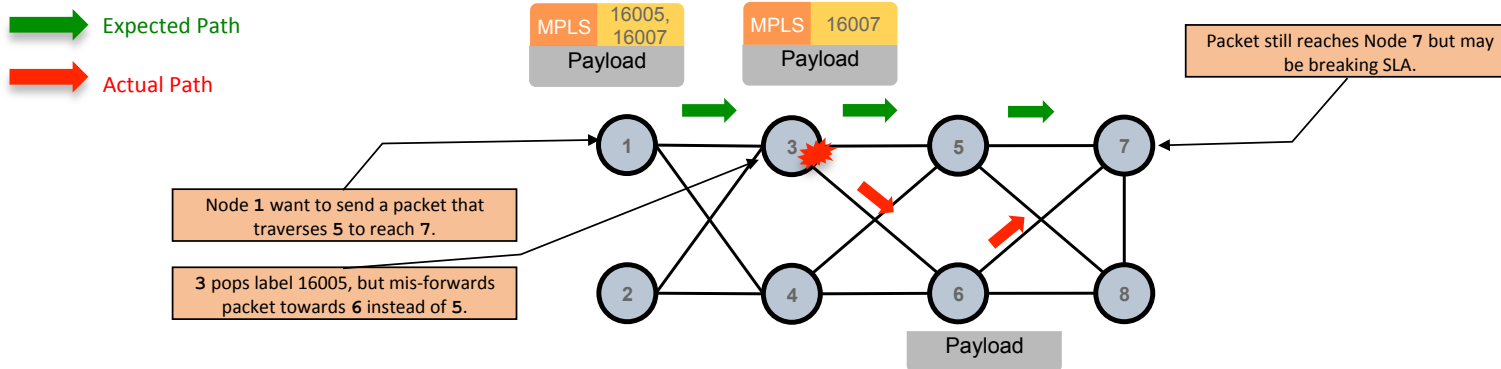 Expected Path
Actual Path
MPLS
16005,
16007
Payload
MPLS
16007
Payload
Packet still reaches Node 7 but may
be breaking SLA.
1
3
5
7
Node 1 want to send a packet that
traverses 5 to reach 7.
3 pops label 16005, but mis-forwards
packet towards 6 instead of 5.
2
4
6
8
Payload